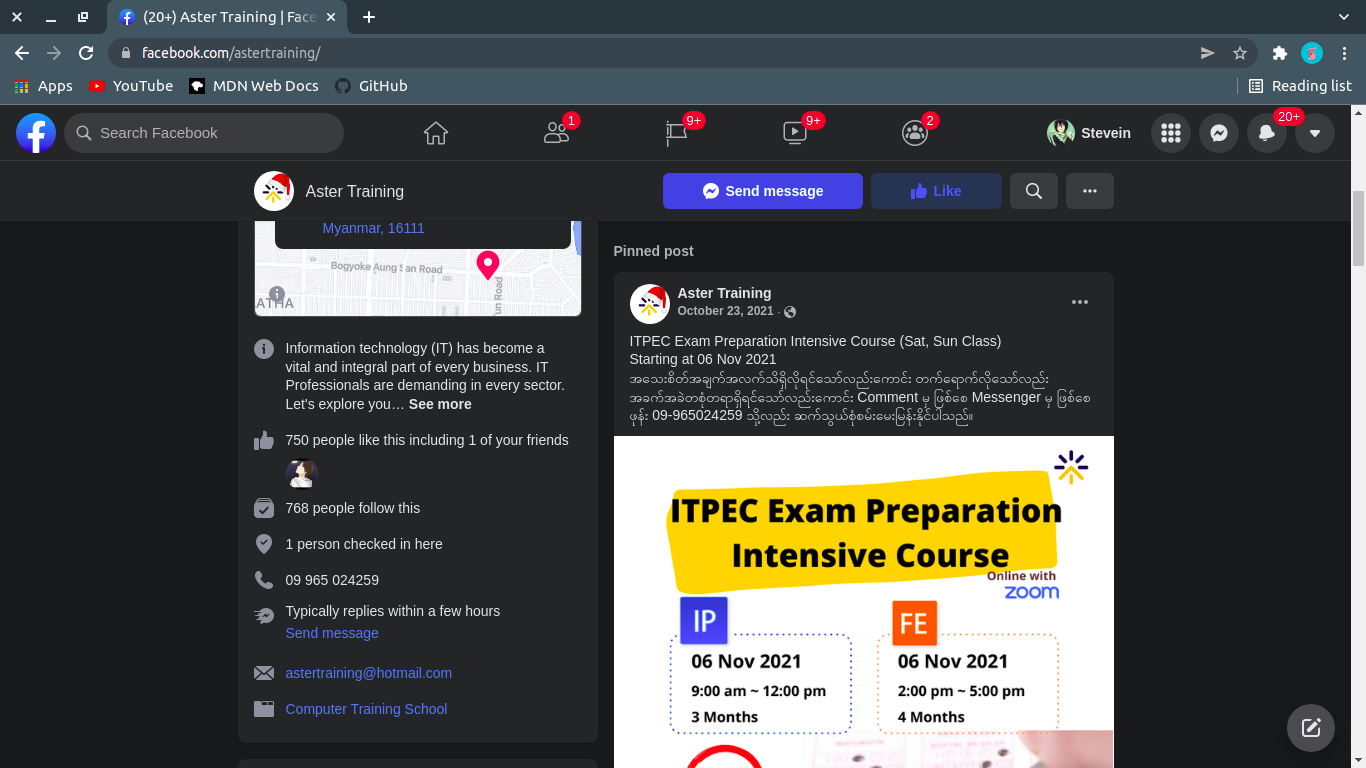 (20+) Aster Training | Face
facebook.com/astertraining/
Apps
YouTube
MDN Web Docs
GitHub
Reading list
Search Facebook
1
9+
9+
2
Stevein
20+
Aster Training
Send message
Like
Myanmar, 16111
Bogyoke Aung San Road
Tun Road
ATHA
Information technology (IT) has become a
vital and integral part of every business. IT
Professionals are demanding in every sector.
Let's explore you… See more
750 people like this including 1 of your friends
768 people follow this
1 person checked in here
09 965 024259
Typically replies within a few hours
Send message
astertraining@hotmail.com
Computer Training School
Pinned post
Aster Training
October 23, 2021 ·
ITPEC Exam Preparation Intensive Course (Sat, Sun Class)
Starting at 06 Nov 2021
အသေးစိတ်အချက်အလက်သိရှိလိုရင်သော်လည်းကောင်း တက်ရောက်လိုသော်လည်း
အခက်အခဲတစုံတရာရှိရင်သော်လည်းကောင်း Comment မှ ဖြစ်စေ Messenger မှ ဖြစ်စေ
ဖုန်း 09-965024259 သို့လည်း ဆက်သွယ်စုံစမ်းမေးမြန်းနိုင်ပါသည်။
ITPEC Exam Preparation
Intensive Course
Online with
zoom
IP
06 Nov 2021
9:00 am ~ 12:00 pm
3 Months
FE
06 Nov 2021
2:00 pm ~ 5:00 pm
4 Months